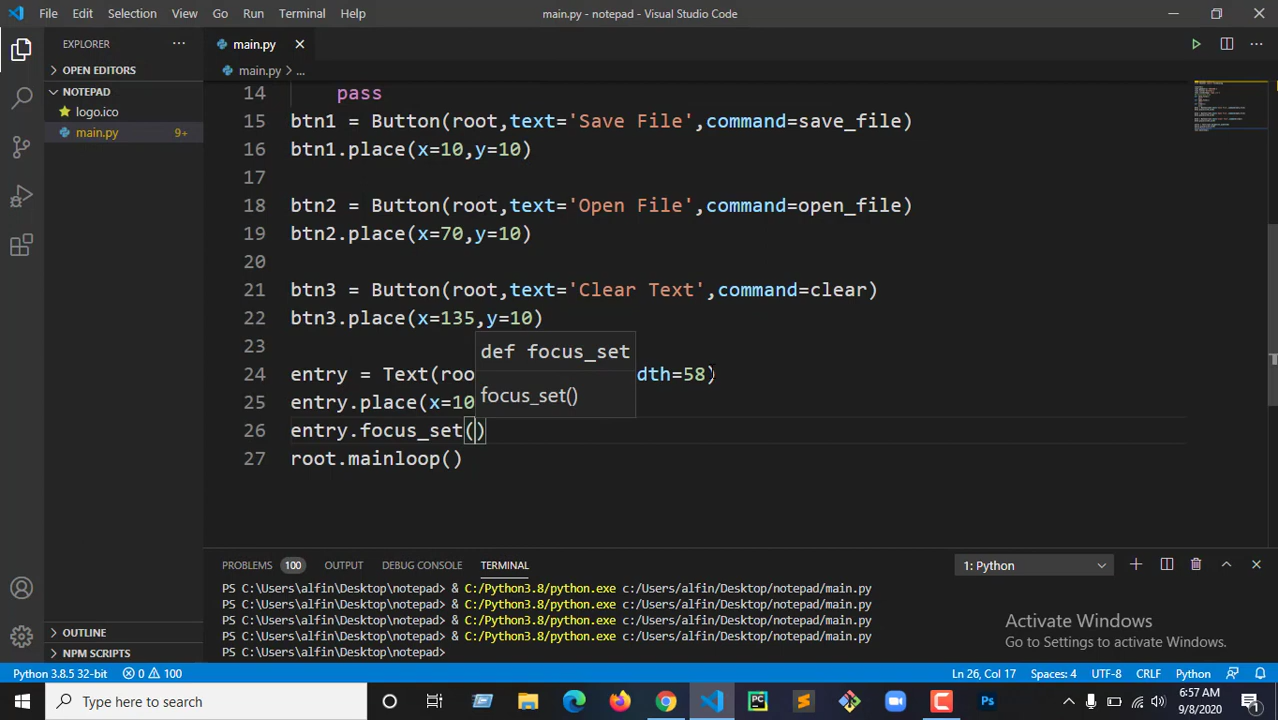 File Edit Selection View Go Run Terminal Help
main.py - notepad - Visual Studio Code
EXPLORER
main.py
OPEN EDITORS
main.py > ...
NOTEPAD
logo.ico
main.py 9+
14 pass
15 btn1 = Button(root,text='Save File',command=save_file)
16 btn1.place(x=10,y=10)
17
18 btn2 = Button(root,text='Open File',command=open_file)
19 btn2.place(x=70,y=10)
20
21 btn3 = Button(root,text='Clear Text',command=clear)
22 btn3.place(x=135,y=10)
23
def focus_set
focus_set()
24 entry = Text(roo dth=58)
25 entry.place(x=10
26 entry.focus_set()
27 root.mainloop()
PROBLEMS 100 OUTPUT DEBUG CONSOLE TERMINAL
1: Python
PS C:\Users\alfin\Desktop\notepad> & C:/Python3.8/python.exe c:/Users/alfin/Desktop/notepad/main.py
PS C:\Users\alfin\Desktop\notepad> & C:/Python3.8/python.exe c:/Users/alfin/Desktop/notepad/main.py
PS C:\Users\alfin\Desktop\notepad> & C:/Python3.8/python.exe c:/Users/alfin/Desktop/notepad/main.py
PS C:\Users\alfin\Desktop\notepad> & C:/Python3.8/python.exe c:/Users/alfin/Desktop/notepad/main.py
PS C:\Users\alfin\Desktop\notepad>
Activate Windows
Go to Settings to activate Windows.
OUTLINE
NPM SCRIPTS
Python 3.8.5 32-bit 0 100
Ln 26, Col 17 Spaces: 4 UTF-8 CRLF Python
Type here to search
6:57 AM
9/8/2020